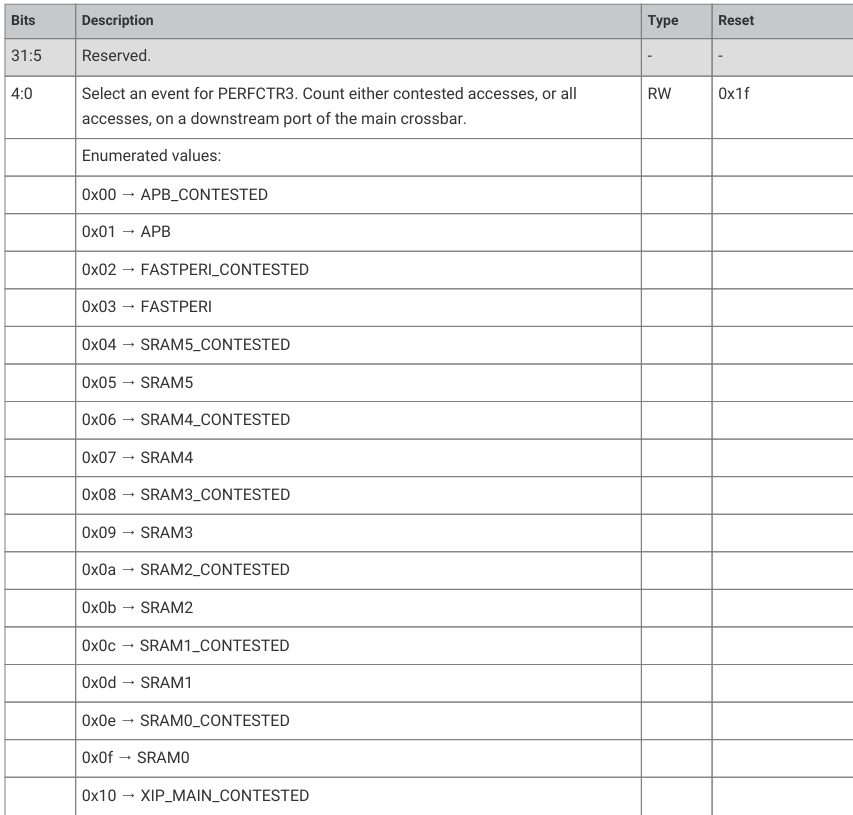 Bits Description Type Reset
31:5 Reserved. - -
4:0 Select an event for PERFCTR3. Count either contested accesses, or all RW 0x1f
accesses, on a downstream port of the main crossbar.
Enumerated values:
0x00 → APB_CONTESTED
0x01 → APB
0x02 → FASTPERI_CONTESTED
0x03 → FASTPERI
0x04 → SRAM5_CONTESTED
0x05 → SRAM5
0x06 → SRAM4_CONTESTED
0x07 → SRAM4
0x08 → SRAM3_CONTESTED
0x09 → SRAM3
0x0a → SRAM2_CONTESTED
0x0b → SRAM2
0x0c → SRAM1_CONTESTED
0x0d → SRAM1
0x0e → SRAM0_CONTESTED
0x0f → SRAM0
0x10 → XIP_MAIN_CONTESTED